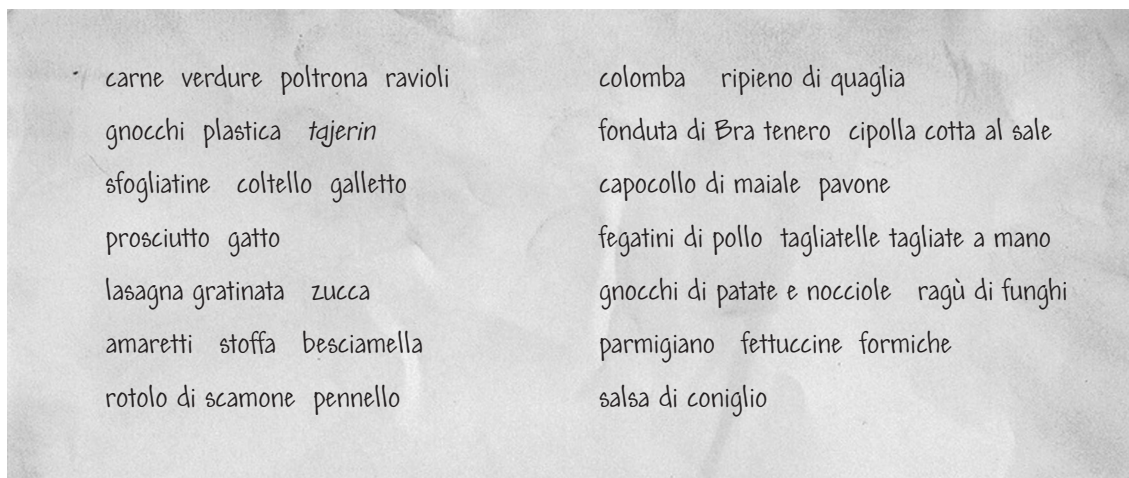 carne verdure poltrona ravioli
gnocchi plastica tajerin
sfogliatine coltello galletto
prosciutto gatto
lasagna gratinata zucca
amaretti stoffa besciamella
rotolo di scamone pennello
colomba ripieno di quaglia
fonduta di Bra tenero cipolla cotta al sale
capocollo di maiale pavone
fegatini di pollo tagliatelle tagliate a mano
gnocchi di patate e nocciole ragù di funghi
parmigiano fettuccine formiche
salsa di coniglio